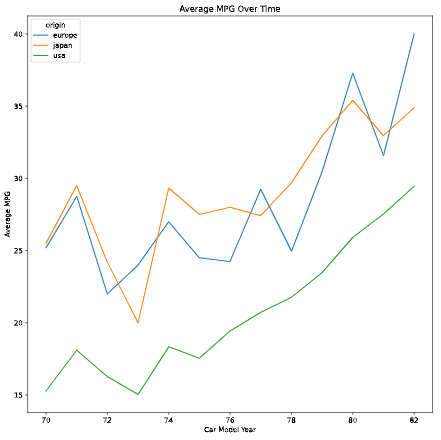 Average MPG Over Time
origin
europe
japan
usa
40
35
30
25
20
15
Average MPG
70 72 74 76 78 80 82
Car Model Year